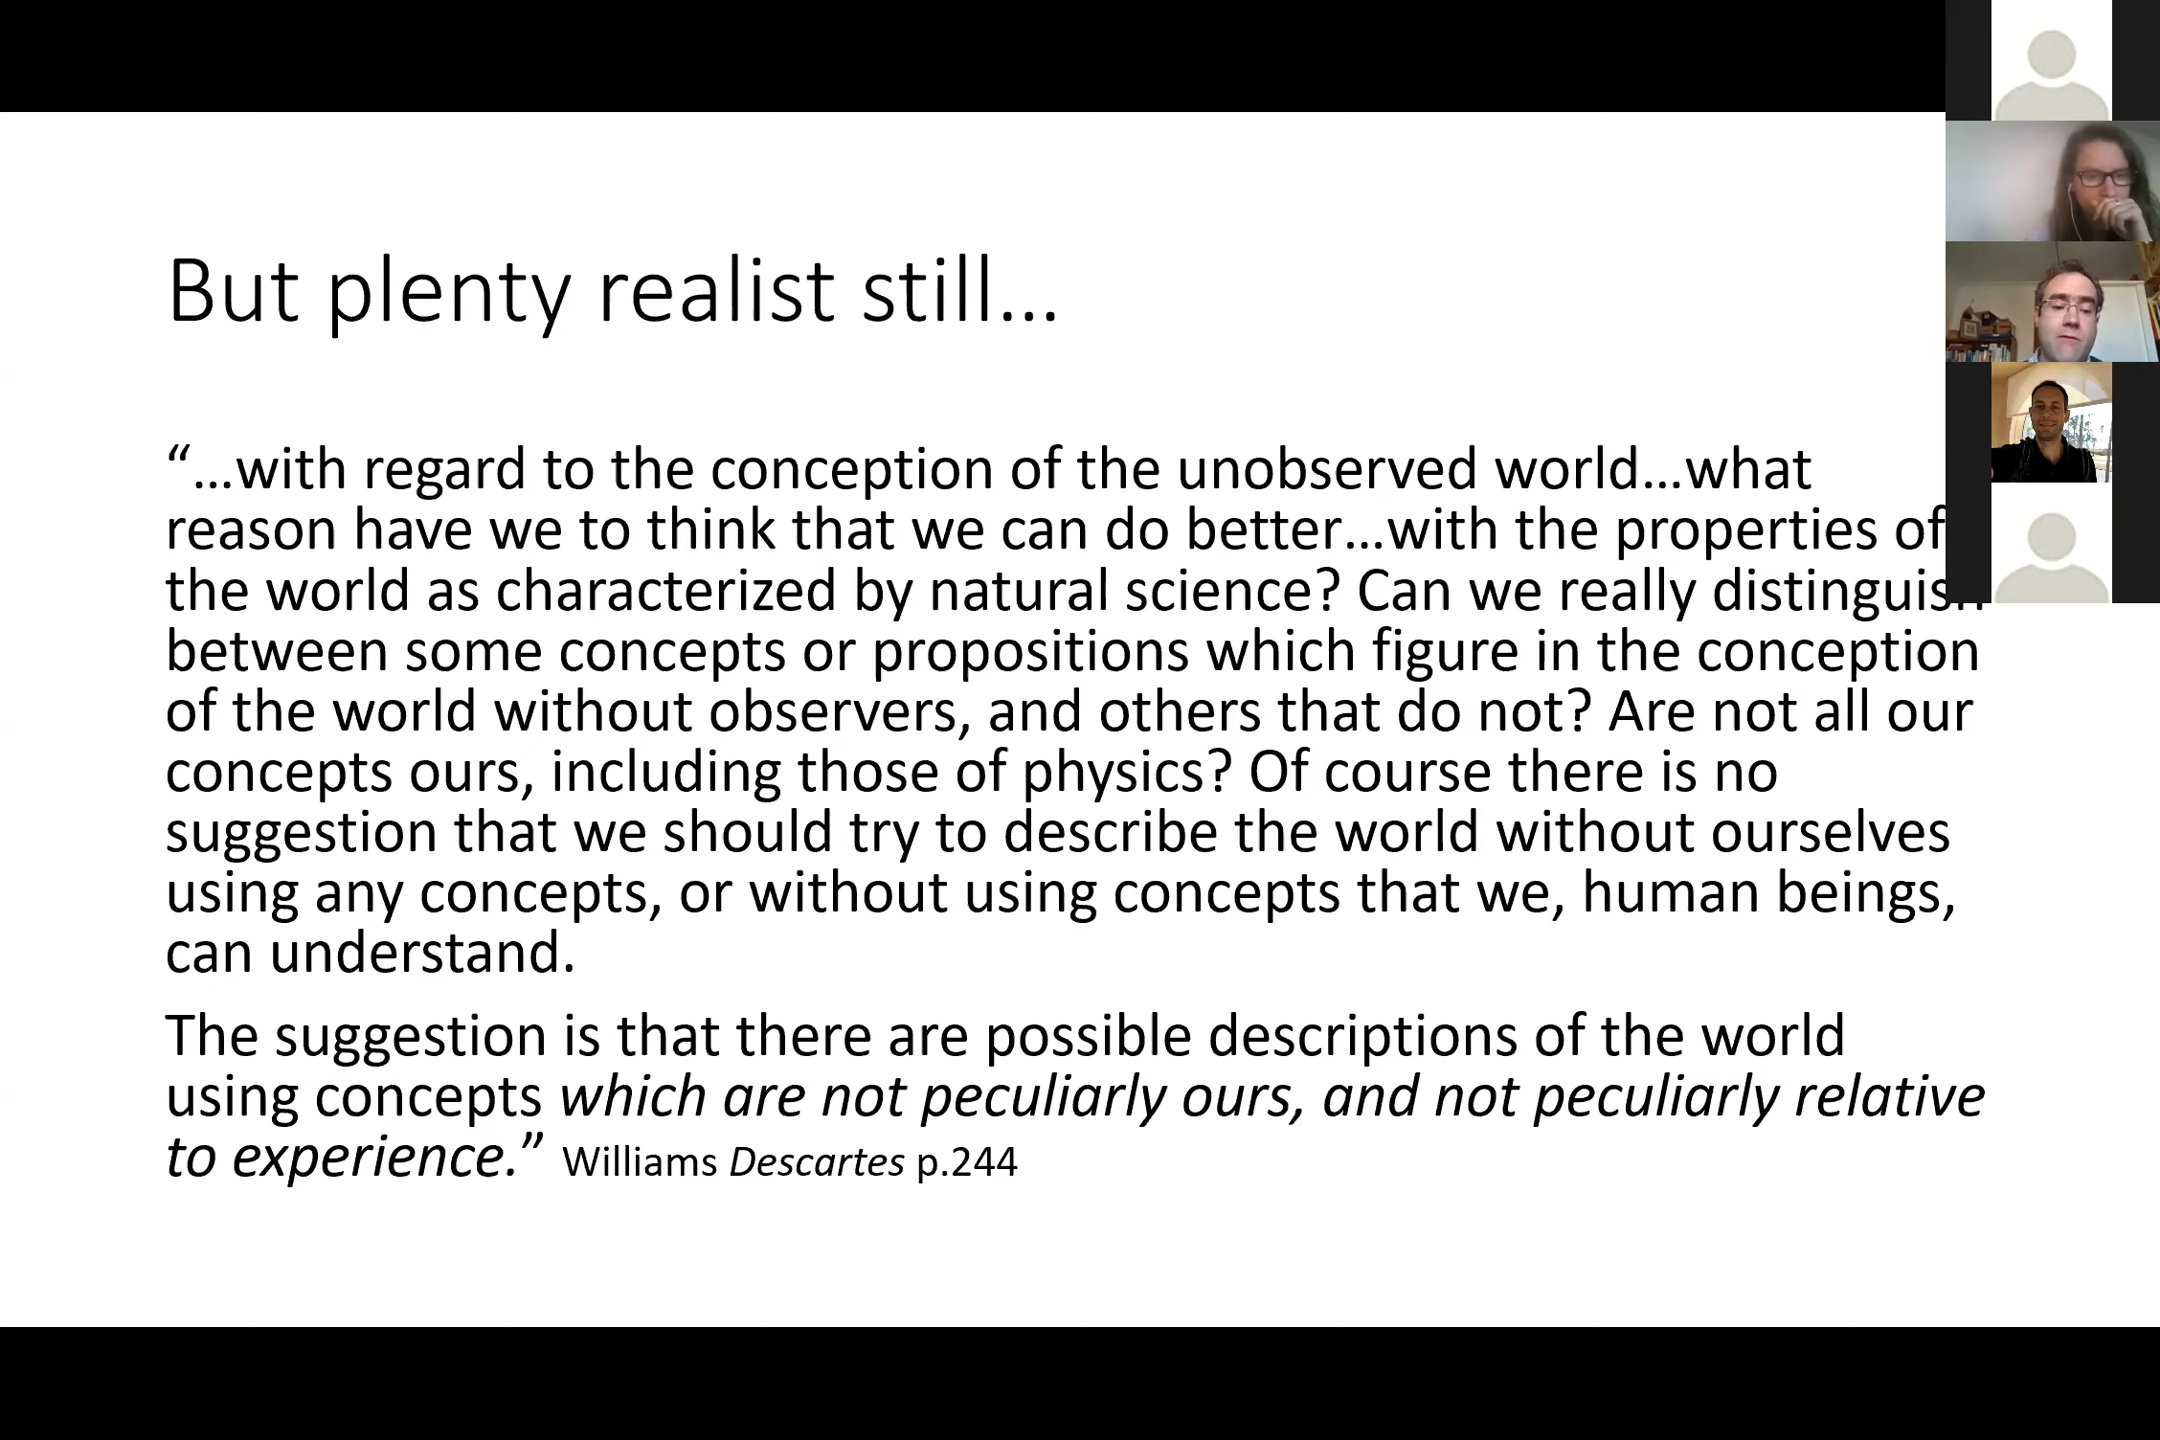 But plenty realist still…
“…with regard to the conception of the unobserved world…what
reason have we to think that we can do better…with the properties of
the world as characterized by natural science? Can we really distinguish
between some concepts or propositions which figure in the conception
of the world without observers, and others that do not? Are not all our
concepts ours, including those of physics? Of course there is no
suggestion that we should try to describe the world without ourselves
using any concepts, or without using concepts that we, human beings,
can understand.
The suggestion is that there are possible descriptions of the world
using concepts which are not peculiarly ours, and not peculiarly relative
to experience.” Williams Descartes p.244